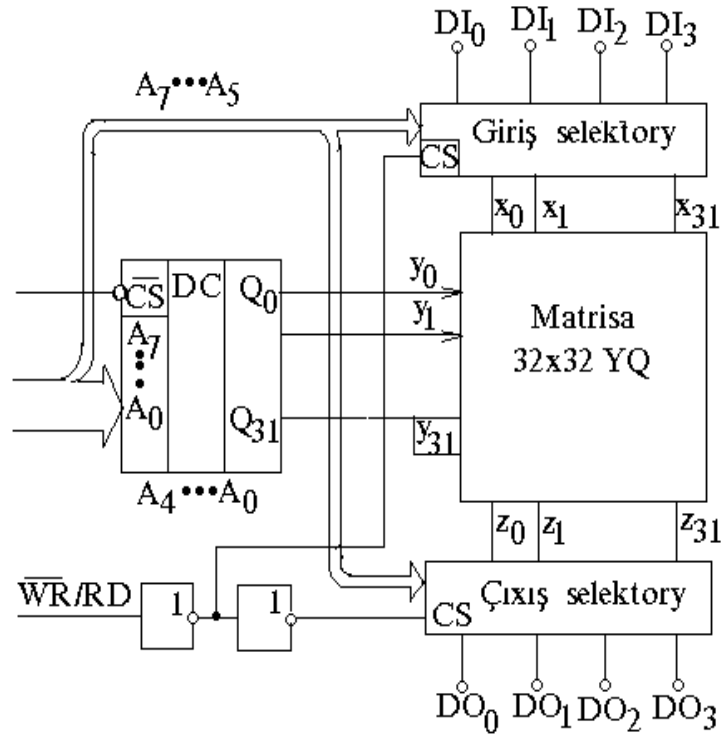 DI₀ DI₁ DI₂ DI₃
A₇•••A₅
Giriş selektory
CS
x₀ x₁ x₃₁
C̅S̅ DC Q₀
y₀
y₁
Matrisa
32x32 YQ
A₇
•••
A₀
Q₃₁
y₃₁
A₄•••A₀
z₀ z₁ z₃₁
W̅R̅/RD
1 1
Çıxış selektory
CS
DO₀ DO₁ DO₂ DO₃